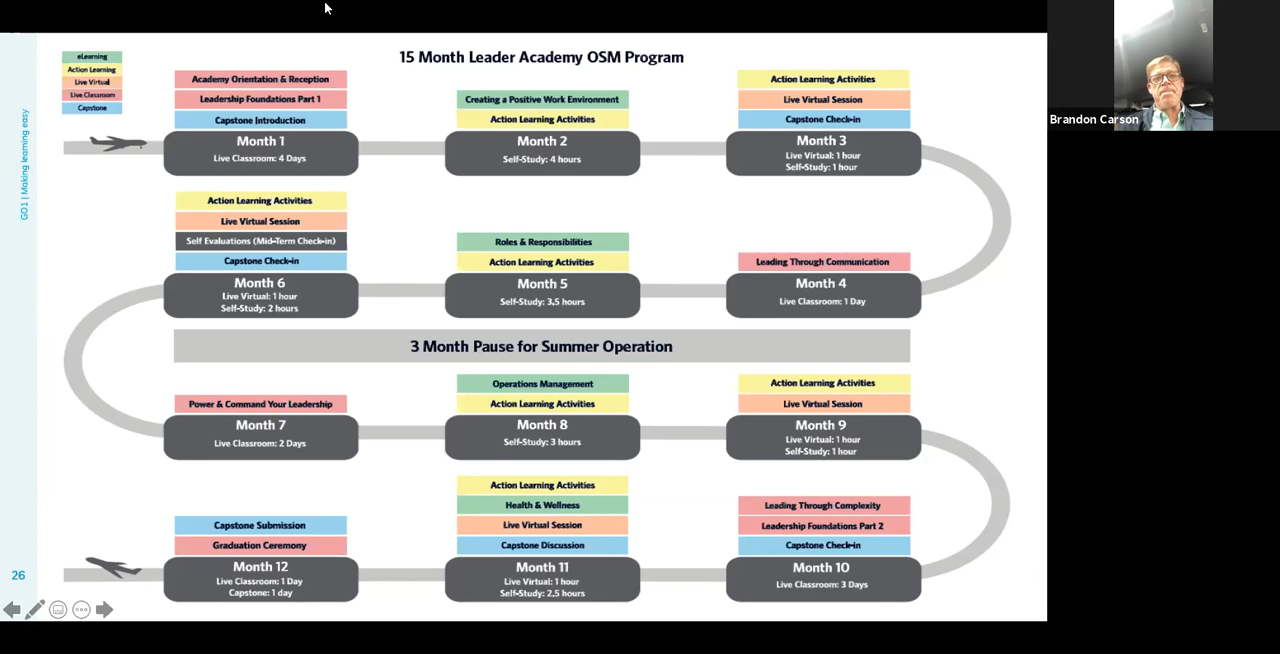 15 Month Leader Academy OSM Program
eLearning
Action Learning
Live Virtual
Live Classroom
Capstone
GO1 | Making learning easy
Academy Orientation & Reception
Leadership Foundations Part 1
Capstone Introduction
Month 1
Live Classroom: 4 Days
Creating a Positive Work Environment
Action Learning Activities
Month 2
Self-Study: 4 hours
Action Learning Activities
Live Virtual Session
Capstone Check-in
Month 3
Live Virtual: 1 hour
Self-Study: 1 hour
Brandon Carson
Leading Through Communication
Month 4
Live Classroom: 1 Day
Roles & Responsibilities
Action Learning Activities
Month 5
Self-Study: 3.5 hours
Action Learning Activities
Live Virtual Session
Self Evaluations (Mid-Term Check-in)
Capstone Check-in
Month 6
Live Virtual: 1 hour
Self-Study: 2 hours
3 Month Pause for Summer Operation
Power & Command Your Leadership
Month 7
Live Classroom: 2 Days
Operations Management
Action Learning Activities
Month 8
Self-Study: 3 hours
Action Learning Activities
Live Virtual Session
Month 9
Live Virtual: 1 hour
Self-Study: 1 hour
Leading Through Complexity
Leadership Foundations Part 2
Capstone Check-in
Month 10
Live Classroom: 3 Days
Action Learning Activities
Health & Wellness
Live Virtual Session
Capstone Discussion
Month 11
Live Virtual: 1 hour
Self-Study: 2.5 hours
Capstone Submission
Graduation Ceremony
Month 12
Live Classroom: 1 Day
Capstone: 1 day
26